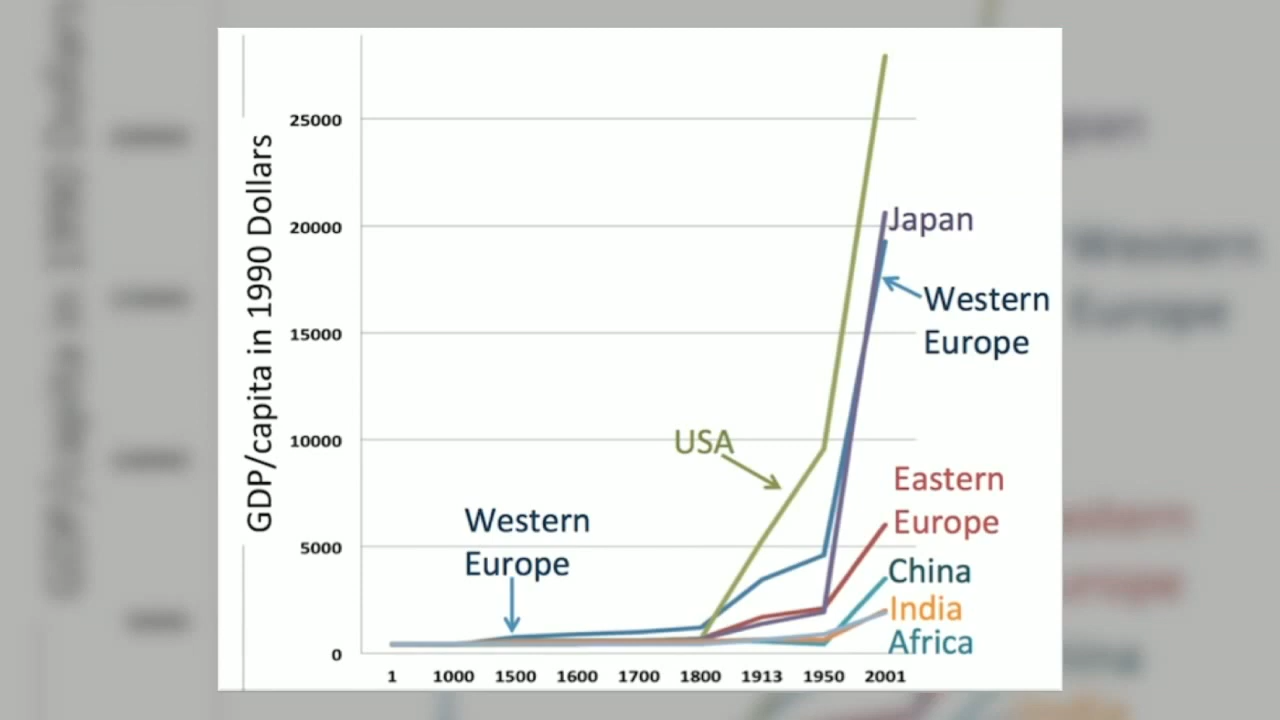 GDP/capita in 1990 Dollars
25000
20000
15000
10000
5000
0
1 1000 1500 1600 1700 1800 1913 1950 2001
Japan
Western
Europe
USA
Western
Europe
Eastern
Europe
China
India
Africa